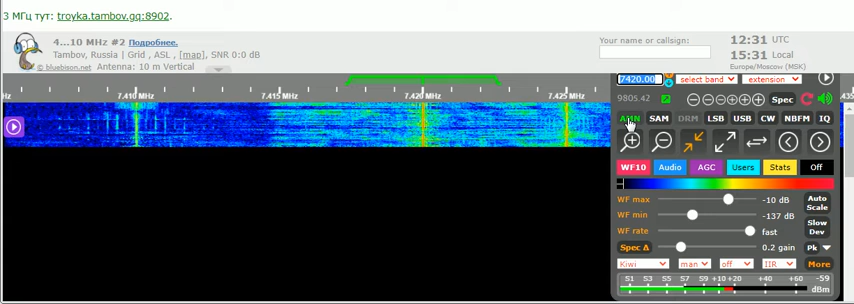 3 МГц тут: troyka.tambov.gq:8902.
4...10 MHz #2 Подробнее.
Tambov, Russia | Grid , ASL , [map], SNR 0:0 dB
© bluebison.net Antenna: 10 m Vertical
Your name or callsign:
12:31 UTC
15:31 Local
Europe/Moscow (MSK)
7420.00 select band extension
Hz 7.410 MHz 7.415 MHz 7.420 MHz 7.425 MHz 7.435
9805.42 Spec
AMN SAM DRM LSB USB CW NBFM IQ
WF10 Audio AGC Users Stats Off
WF max -10 dB Auto Scale
WF min -137 dB
WF rate fast Slow Dev
Spec Δ 0.2 gain Pk
Kiwi man off IIR More
S1 S3 S5 S7 S9 +10 +20 +40 +60 -59 dBm